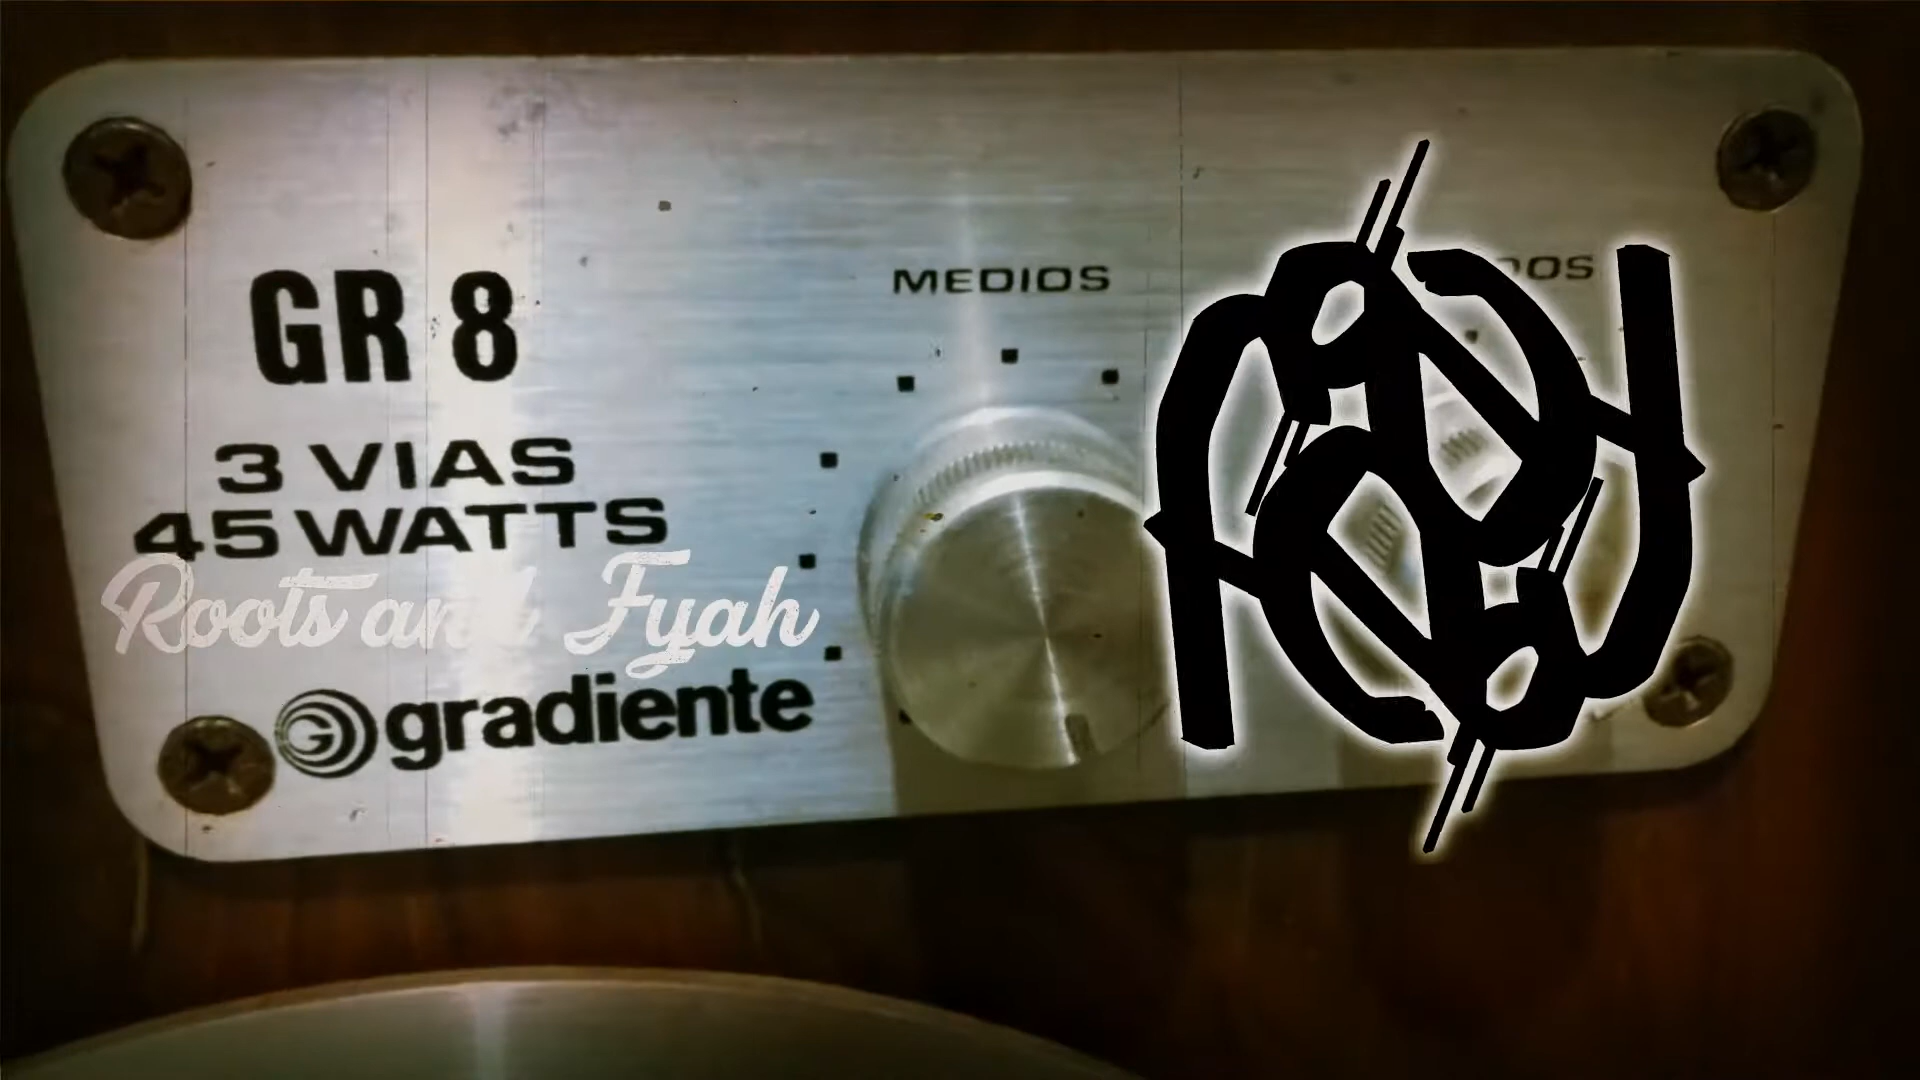 GR 8
3 VIAS
45 WATTS
Roots and Fyah
gradiente
MEDIOS